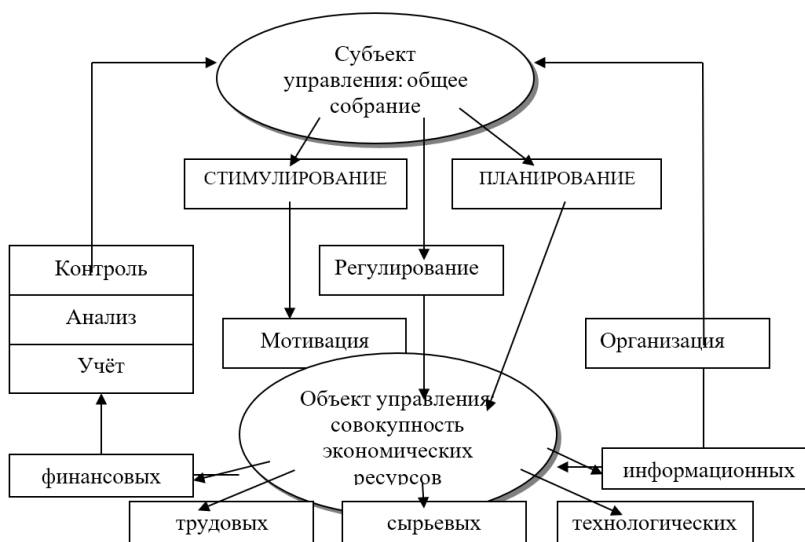 Субъект
управления: общее
собрание
СТИМУЛИРОВАНИЕ
ПЛАНИРОВАНИЕ
Контроль
Регулирование
Анализ
Мотивация
Организация
Учёт
Объект управления
совокупность
экономических
ресурсов
финансовых
информационных
трудовых
сырьевых
технологических